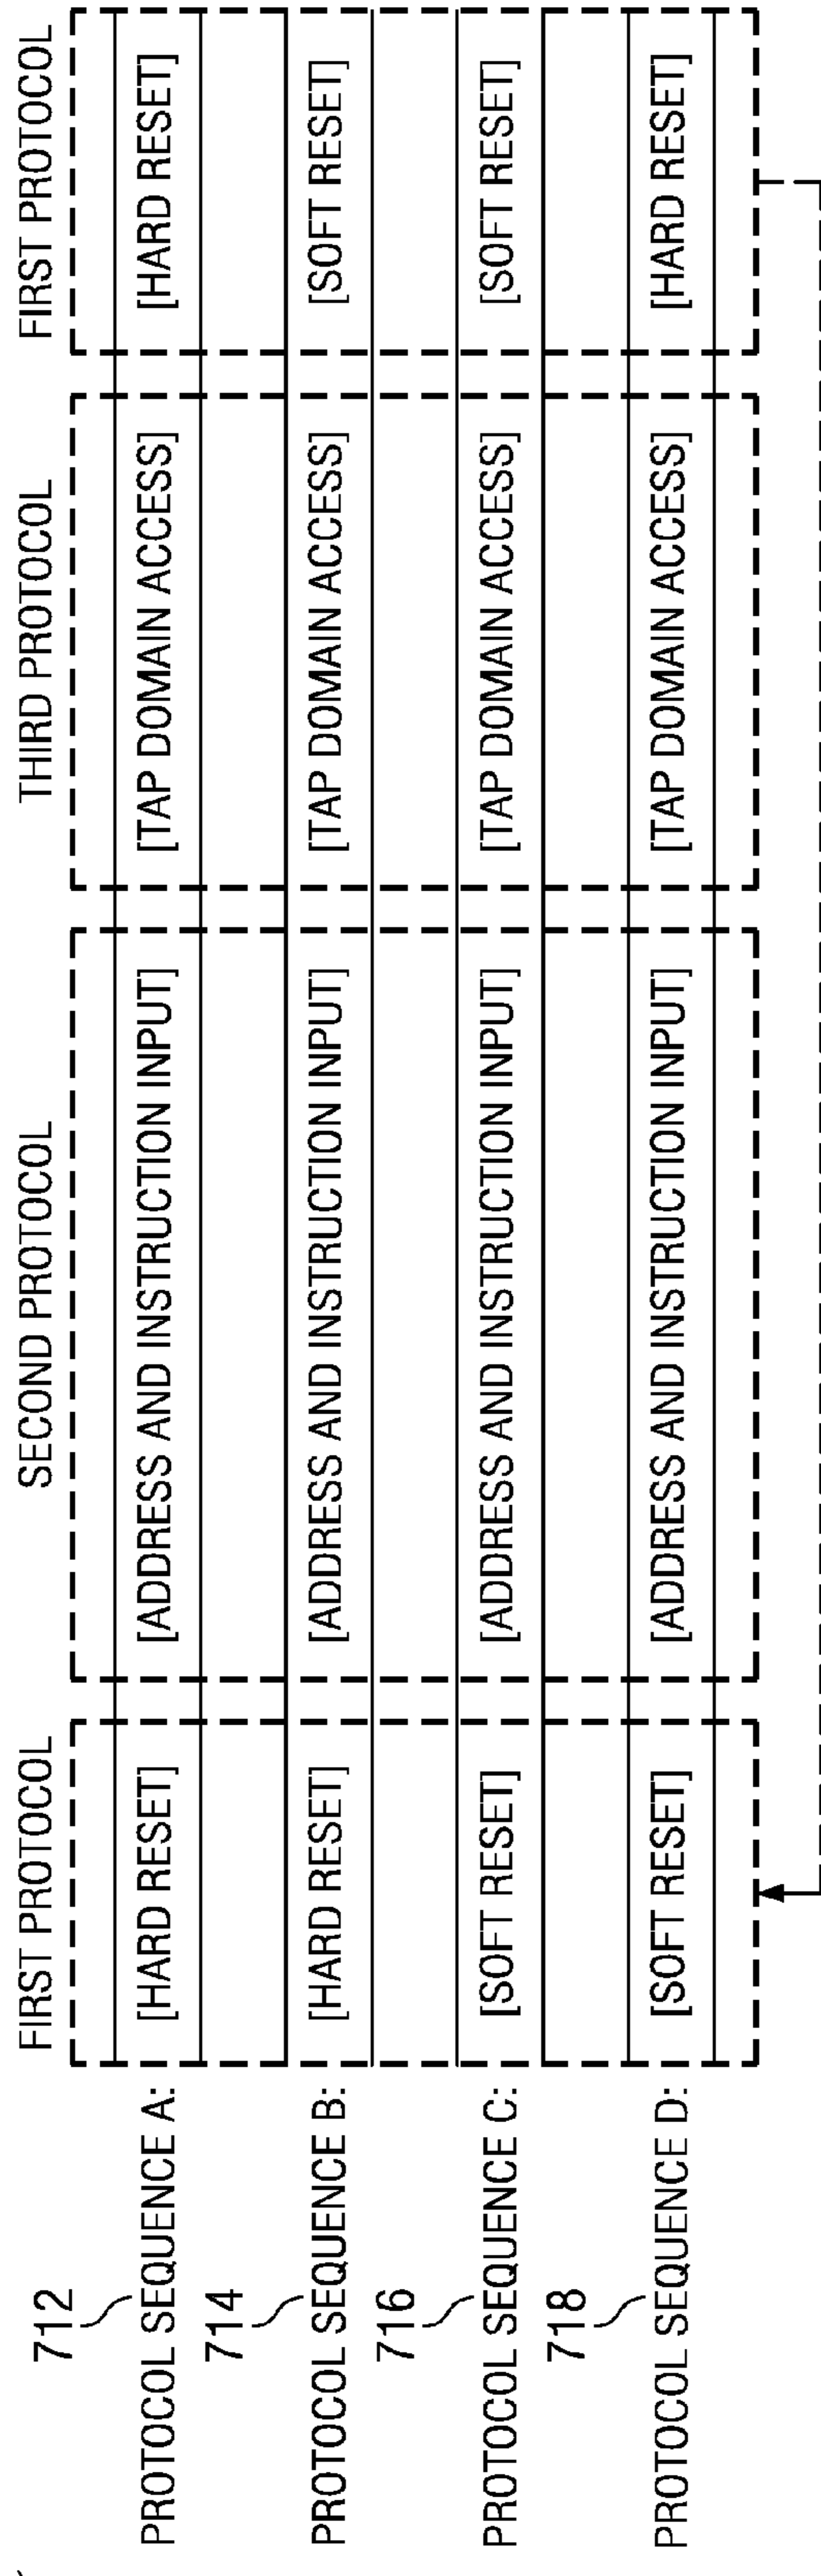 FIRST PROTOCOL SECOND PROTOCOL THIRD PROTOCOL FIRST PROTOCOL
712
PROTOCOL SEQUENCE A: [HARD RESET] [ADDRESS AND INSTRUCTION INPUT] [TAP DOMAIN ACCESS] [HARD RESET]
714
PROTOCOL SEQUENCE B: [HARD RESET] [ADDRESS AND INSTRUCTION INPUT] [TAP DOMAIN ACCESS] [SOFT RESET]
716
PROTOCOL SEQUENCE C: [SOFT RESET] [ADDRESS AND INSTRUCTION INPUT] [TAP DOMAIN ACCESS] [SOFT RESET]
718
PROTOCOL SEQUENCE D: [SOFT RESET] [ADDRESS AND INSTRUCTION INPUT] [TAP DOMAIN ACCESS] [HARD RESET]